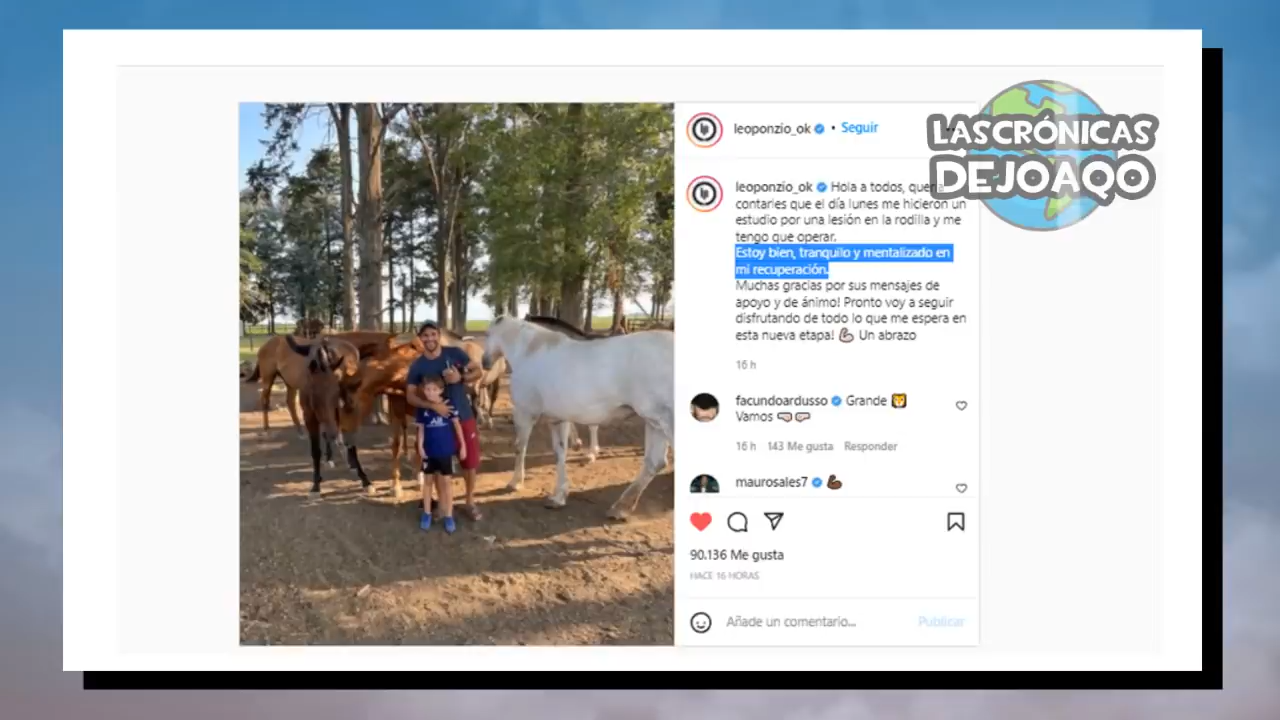 LAS CRÓNICAS
DE JOAQO
leoponzio_ok • Seguir
leoponzio_ok Hola a todos, quería
contarles que el día lunes me hicieron un
estudio por una lesión en la rodilla y me
tengo que operar.
Estoy bien, tranquilo y mentalizado en
mi recuperación.
Muchas gracias por sus mensajes de
apoyo y de ánimo! Pronto voy a seguir
disfrutando de todo lo que me espera en
esta nueva etapa! 💪🏻 Un abrazo
16 h
facundoardusso Grande 🦁
Vamos 🤜🏻🤛🏻
16 h 143 Me gusta Responder
maurosales7 💪🏿
90.136 Me gusta
HACE 16 HORAS
Añade un comentario... Publicar